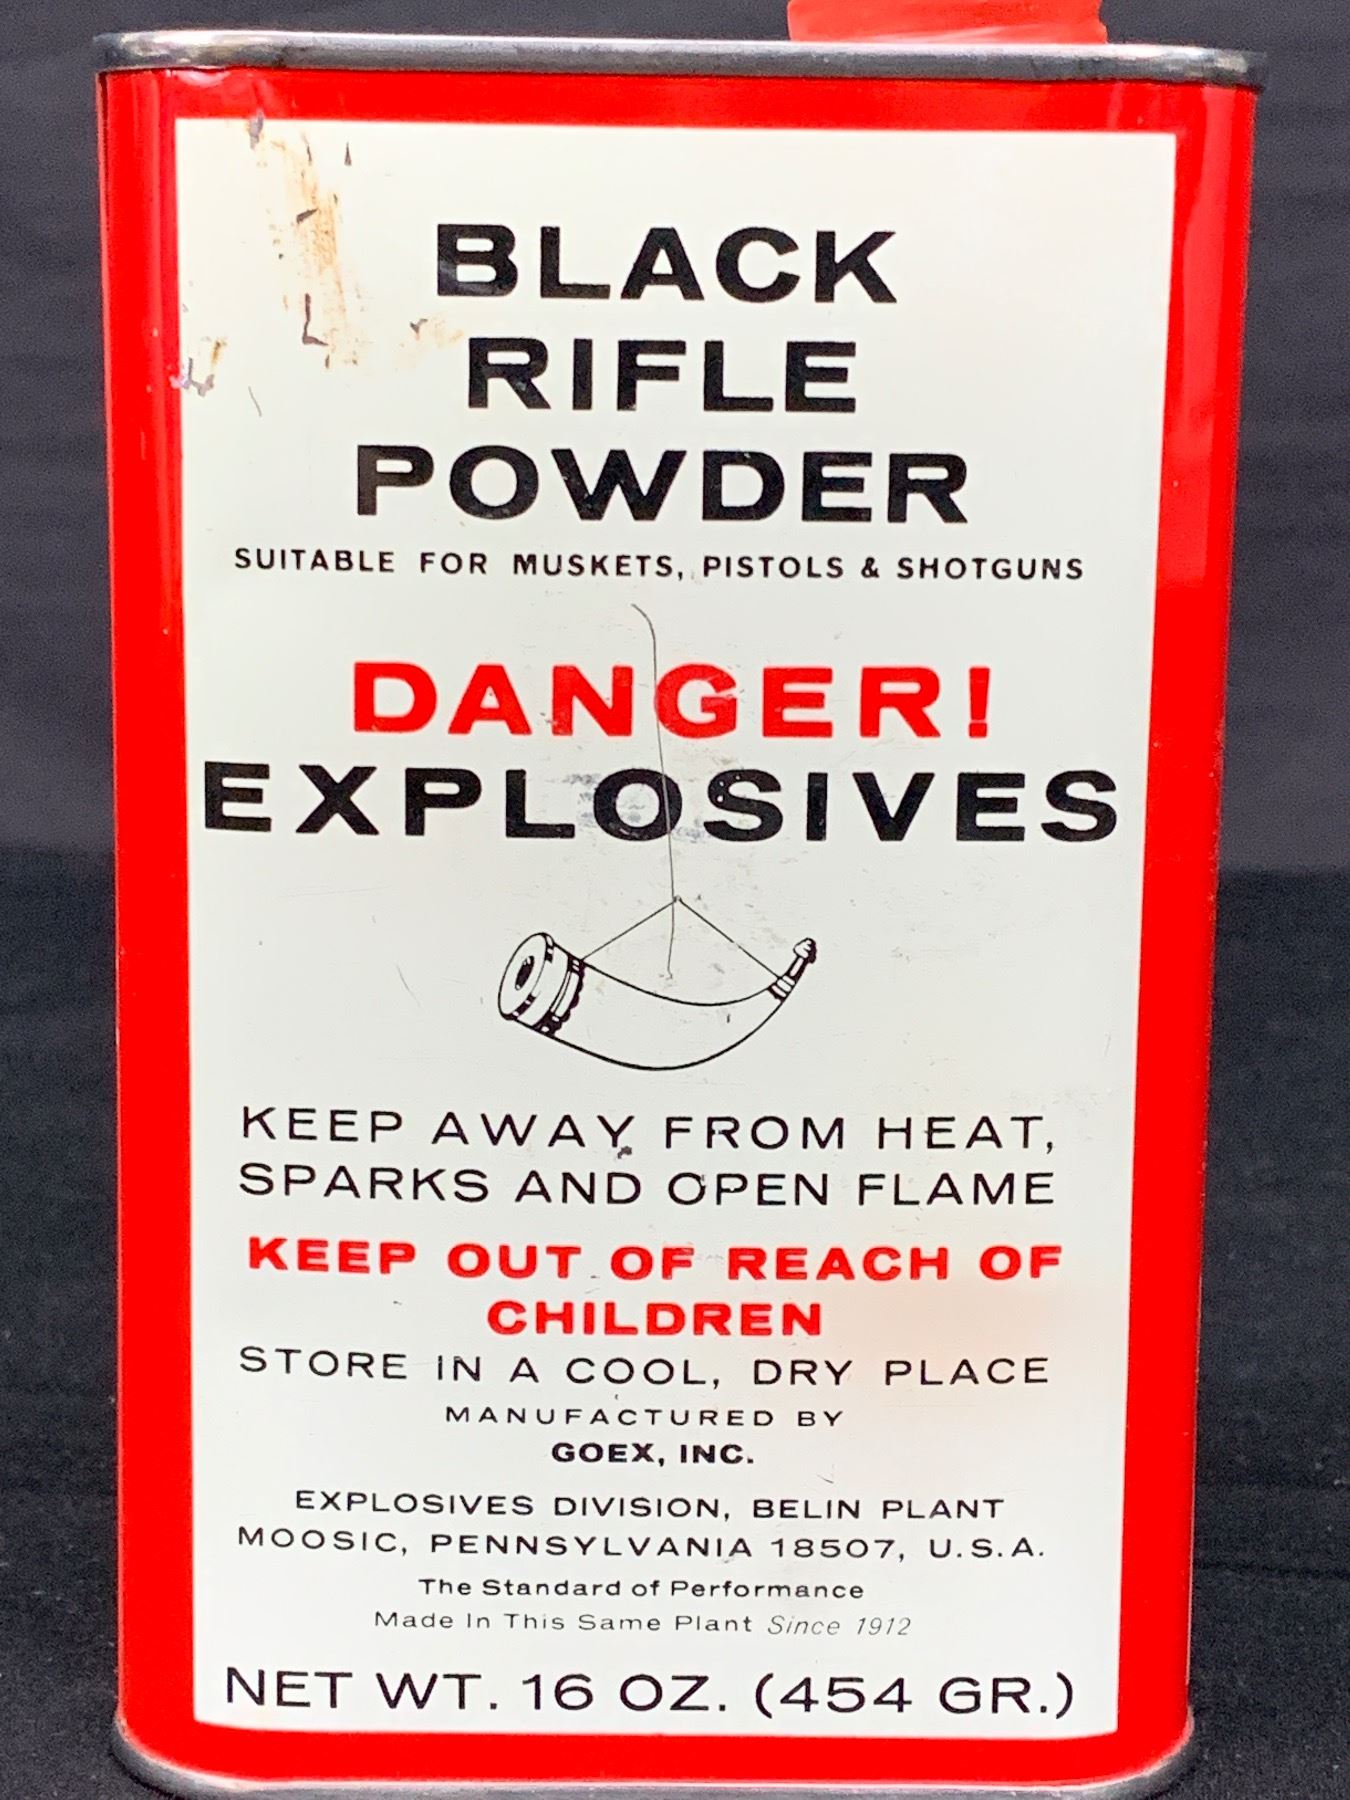 BLACK
RIFLE
POWDER
SUITABLE FOR MUSKETS, PISTOLS & SHOTGUNS
DANGER!
EXPLOSIVES
KEEP AWAY FROM HEAT,
SPARKS AND OPEN FLAME
KEEP OUT OF REACH OF
CHILDREN
STORE IN A COOL, DRY PLACE
MANUFACTURED BY
GOEX, INC.
EXPLOSIVES DIVISION, BELIN PLANT
MOOSIC, PENNSYLVANIA 18507, U.S.A.
The Standard of Performance
Made In This Same Plant Since 1912
NET WT. 16 OZ. (454 GR.)